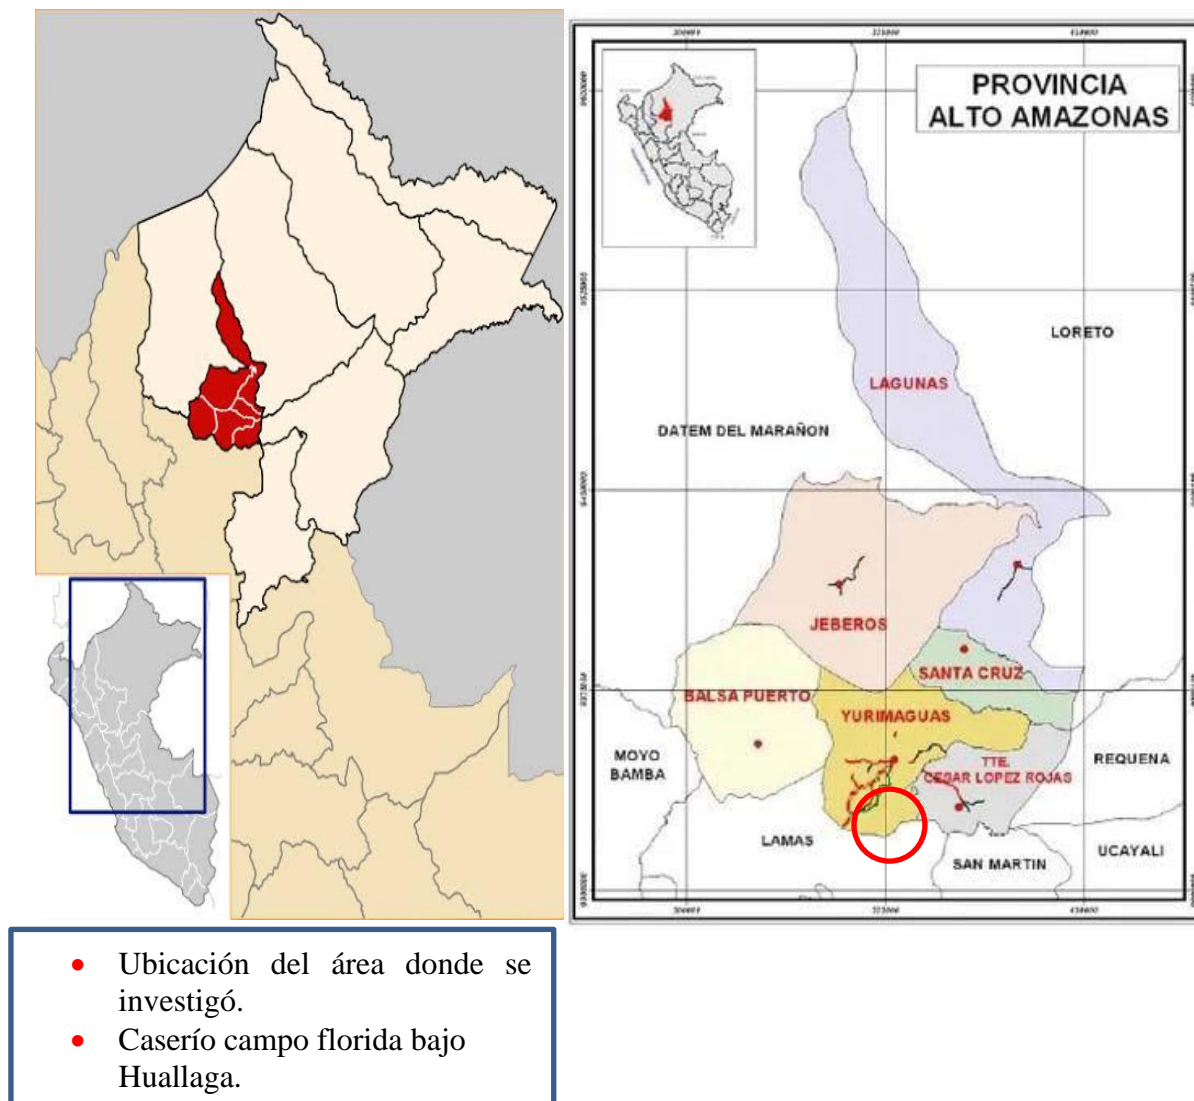 PROVINCIA
ALTO AMAZONAS
LORETO
LAGUNAS
DATEM DEL MARAÑON
JEBEROS
SANTA CRUZ
BALSA PUERTO
YURIMAGUAS
MOYO
BAMBA
TTE.
CESAR LOPEZ ROJAS
REQUENA
LAMAS
SAN MARTIN
UCAYALI
• Ubicación del área donde se
investigó.
• Caserío campo florida bajo
Huallaga.